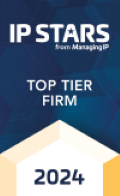 IP STARS
from Managing IP
TOP TIER
FIRM
2024